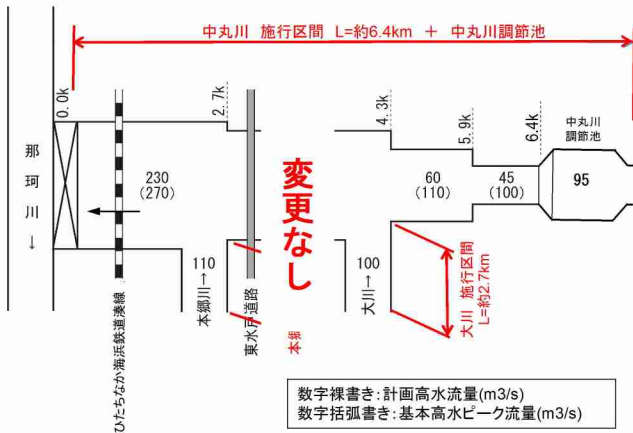 中丸川 施行区間 L=約6.4km + 中丸川調節池
0.0k
2.7k
4.3k
5.9k
6.4k
中丸川
調節池
那珂川→
230
(270)
変更なし
60
(110)
45
(100)
95
110
本郷川→
東水戸道路
本郷
100
大川→
大川 施行区間
L=約2.7km
ひたちなか海浜鉄道湊線
数字裸書き:計画高水流量(m3/s)
数字括弧書き:基本高水ピーク流量(m3/s)